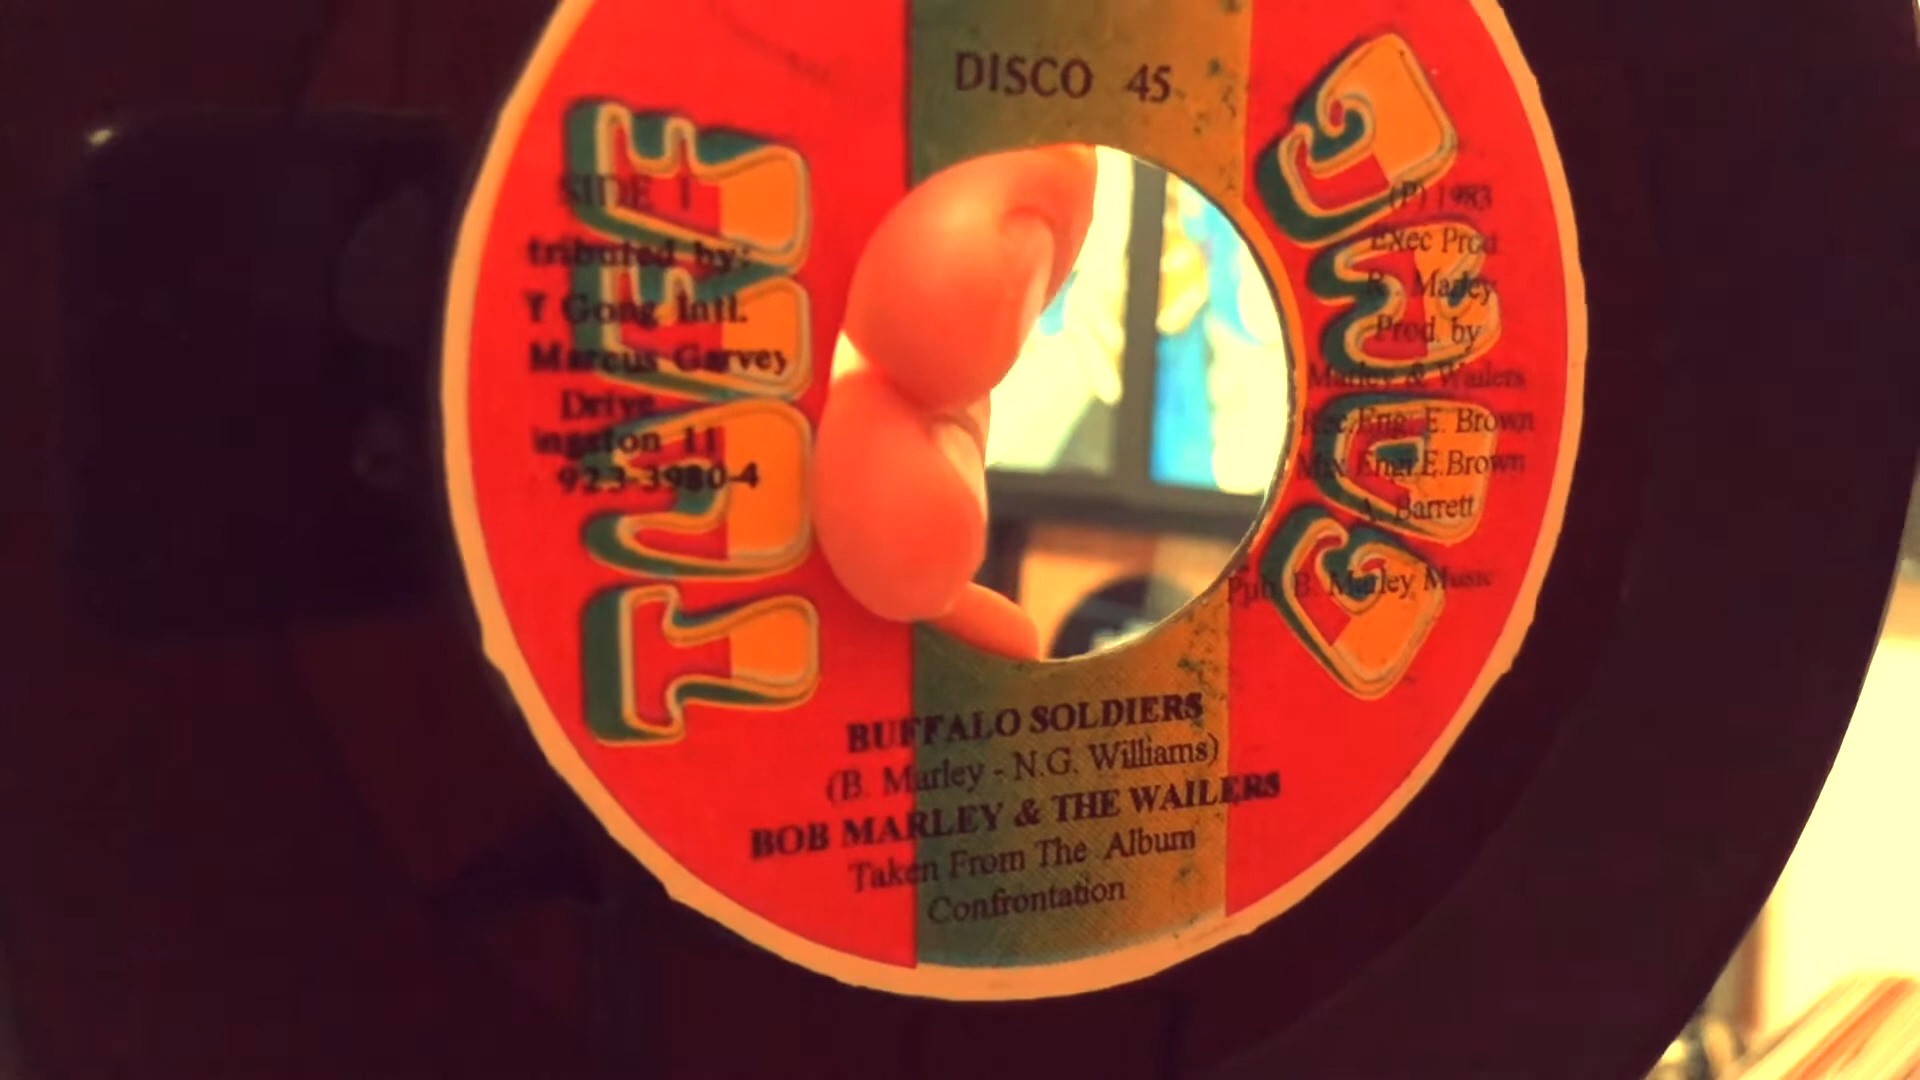 DISCO 45
TUFF
GONG
SIDE 1
tributed by:
Y Gong Intl.
Marcus Garvey
Drive
ingston 11
923-3980-4
(P) 1983
Exec Prod.
R. Marley
Prod. by
Marley & Wailers
Rec.Eng: E. Brown
Mix Engr.E.Brown
A. Barrett
Pub. B. Marley Music
BUFFALO SOLDIERS
(B. Marley - N.G. Williams)
BOB MARLEY & THE WAILERS
Taken From The Album
Confrontation